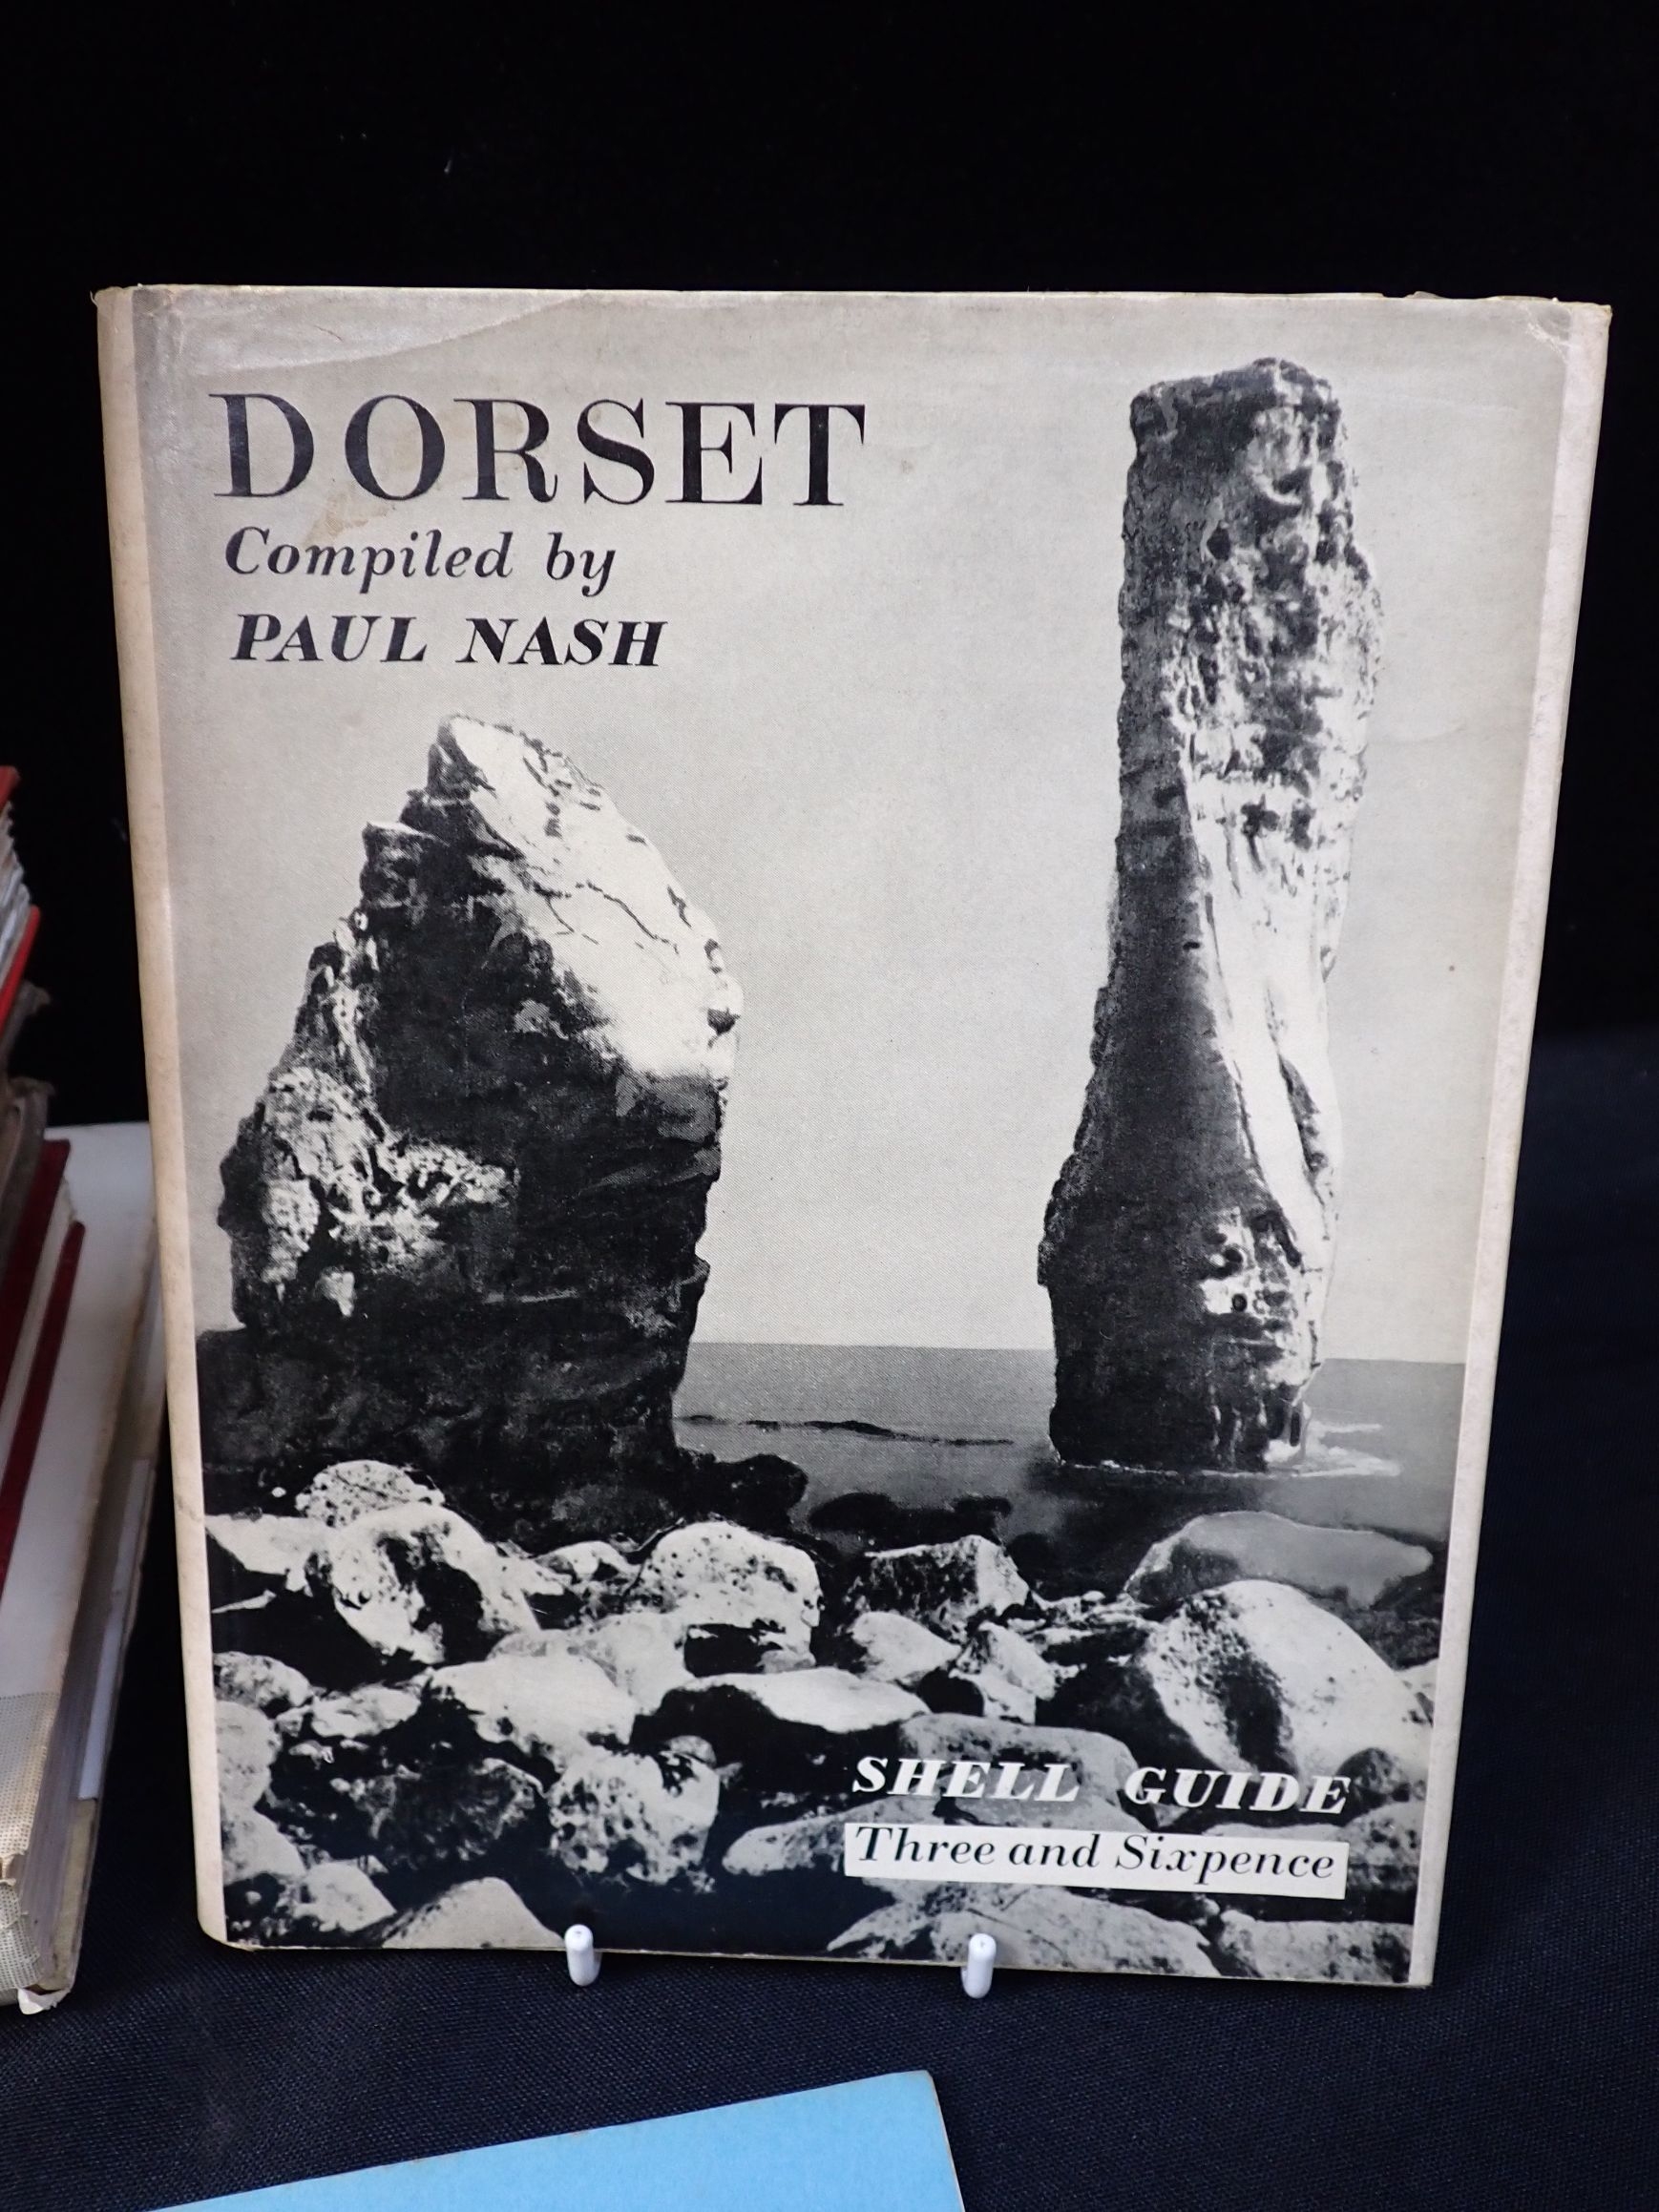 DORSET
Compiled by
PAUL NASH
SHELL GUIDE
Three and Sixpence